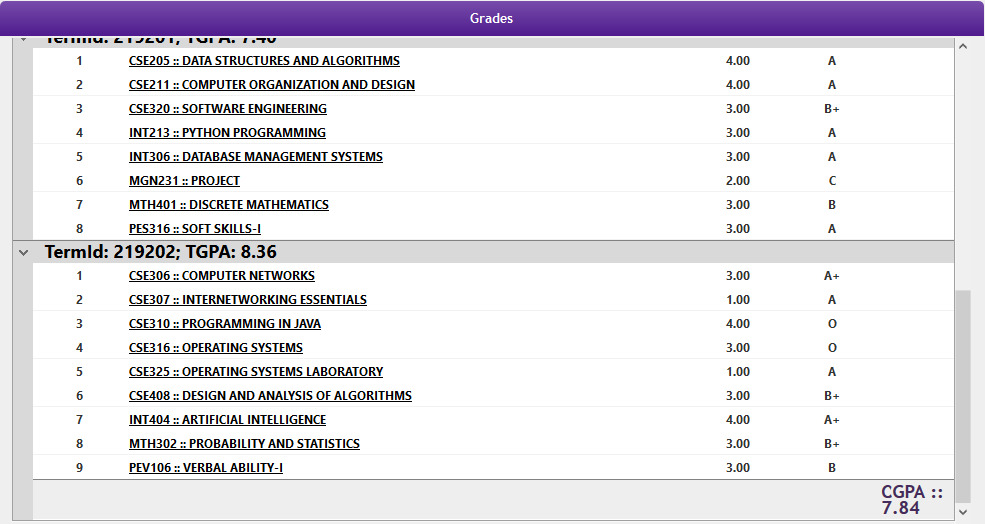 Grades
TermId: 219201; TGPA: 7.40
1 CSE205 :: DATA STRUCTURES AND ALGORITHMS 4.00 A
2 CSE211 :: COMPUTER ORGANIZATION AND DESIGN 4.00 A
3 CSE320 :: SOFTWARE ENGINEERING 3.00 B+
4 INT213 :: PYTHON PROGRAMMING 3.00 A
5 INT306 :: DATABASE MANAGEMENT SYSTEMS 3.00 A
6 MGN231 :: PROJECT 2.00 C
7 MTH401 :: DISCRETE MATHEMATICS 3.00 B
8 PES316 :: SOFT SKILLS-I 3.00 A
TermId: 219202; TGPA: 8.36
1 CSE306 :: COMPUTER NETWORKS 3.00 A+
2 CSE307 :: INTERNETWORKING ESSENTIALS 1.00 A
3 CSE310 :: PROGRAMMING IN JAVA 4.00 O
4 CSE316 :: OPERATING SYSTEMS 3.00 O
5 CSE325 :: OPERATING SYSTEMS LABORATORY 1.00 A
6 CSE408 :: DESIGN AND ANALYSIS OF ALGORITHMS 3.00 B+
7 INT404 :: ARTIFICIAL INTELLIGENCE 4.00 A+
8 MTH302 :: PROBABILITY AND STATISTICS 3.00 B+
9 PEV106 :: VERBAL ABILITY-I 3.00 B
CGPA ::
7.84